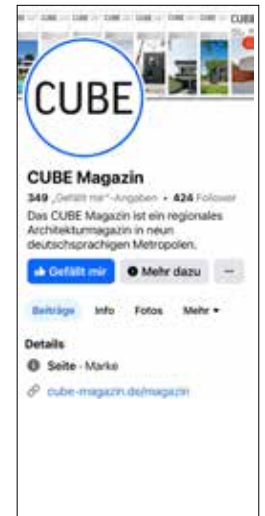 CUBE
CUBE
CUBE Magazin
349 „Gefällt mir“-Angaben • 424 Follower
Das CUBE Magazin ist ein regionales
Architekturmagazin in neun
deutschsprachigen Metropolen.
Gefällt mir
Mehr dazu
Beiträge Info Fotos Mehr
Details
Seite · Marke
cube-magazin.de/magazin